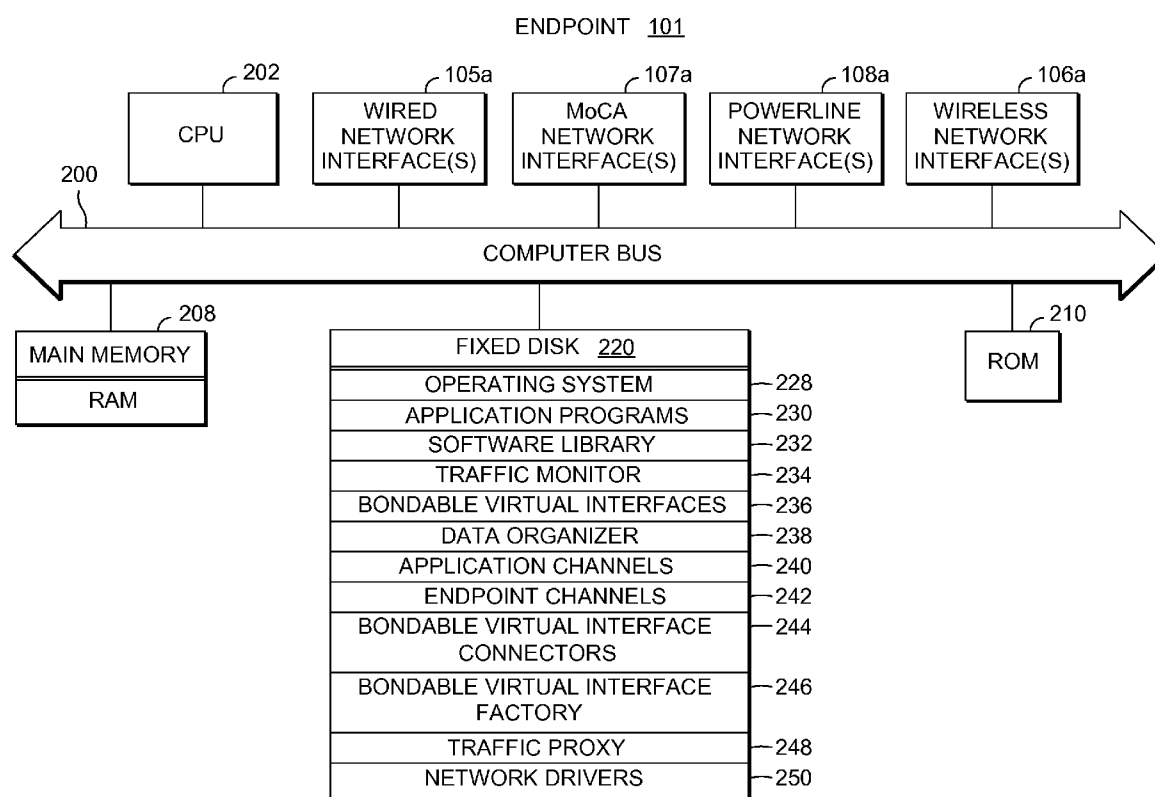 ENDPOINT 101
202
105a
107a
108a
106a
CPU
WIRED
NETWORK
INTERFACE(S)
MoCA
NETWORK
INTERFACE(S)
POWERLINE
NETWORK
INTERFACE(S)
WIRELESS
NETWORK
INTERFACE(S)
200
COMPUTER BUS
208
MAIN MEMORY
RAM
210
ROM
FIXED DISK 220
OPERATING SYSTEM 228
APPLICATION PROGRAMS 230
SOFTWARE LIBRARY 232
TRAFFIC MONITOR 234
BONDABLE VIRTUAL INTERFACES 236
DATA ORGANIZER 238
APPLICATION CHANNELS 240
ENDPOINT CHANNELS 242
BONDABLE VIRTUAL INTERFACE 244
CONNECTORS
BONDABLE VIRTUAL INTERFACE 246
FACTORY
TRAFFIC PROXY 248
NETWORK DRIVERS 250